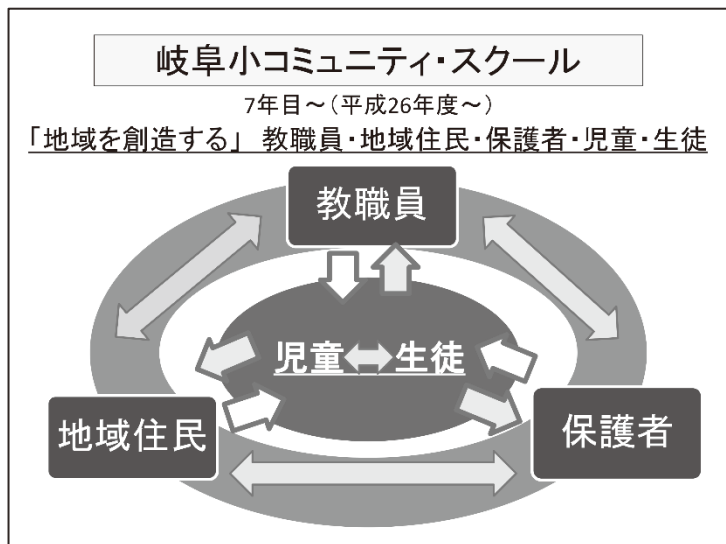 岐阜小コミュニティ・スクール
7年目～（平成26年度～）
「地域を創造する」 教職員・地域住民・保護者・児童・生徒
教職員
児童 生徒
地域住民
保護者